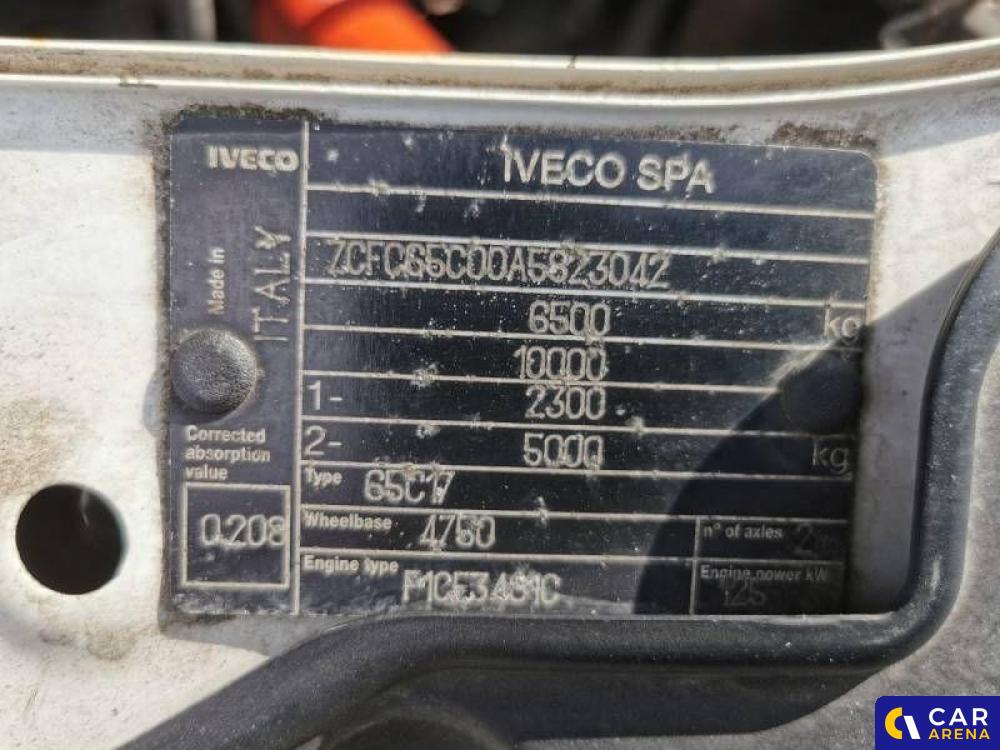 IVECO
IVECO SPA
Made in
ITALY
ZCFC65C00A5823042
6500 kg
10000
1- 2300
2- 5000 kg
Corrected
absorption
value
0.208
Type 65C17
Wheelbase 4750
n° of axles 2
Engine type F1CE3481C
Engine power kW
125
CAR
ARENA